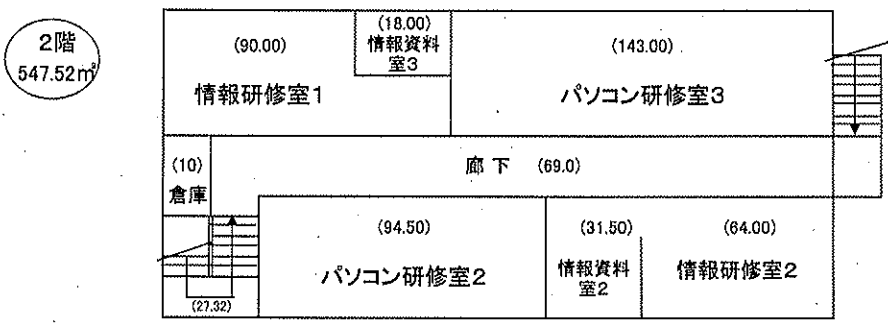 2階
547.52㎡
(90.00)
情報研修室1
(18.00)
情報資料
室3
(143.00)
パソコン研修室3
(10)
倉庫
廊下 (69.0)
(27.32)
(94.50)
パソコン研修室2
(31.50)
情報資料
室2
(64.00)
情報研修室2